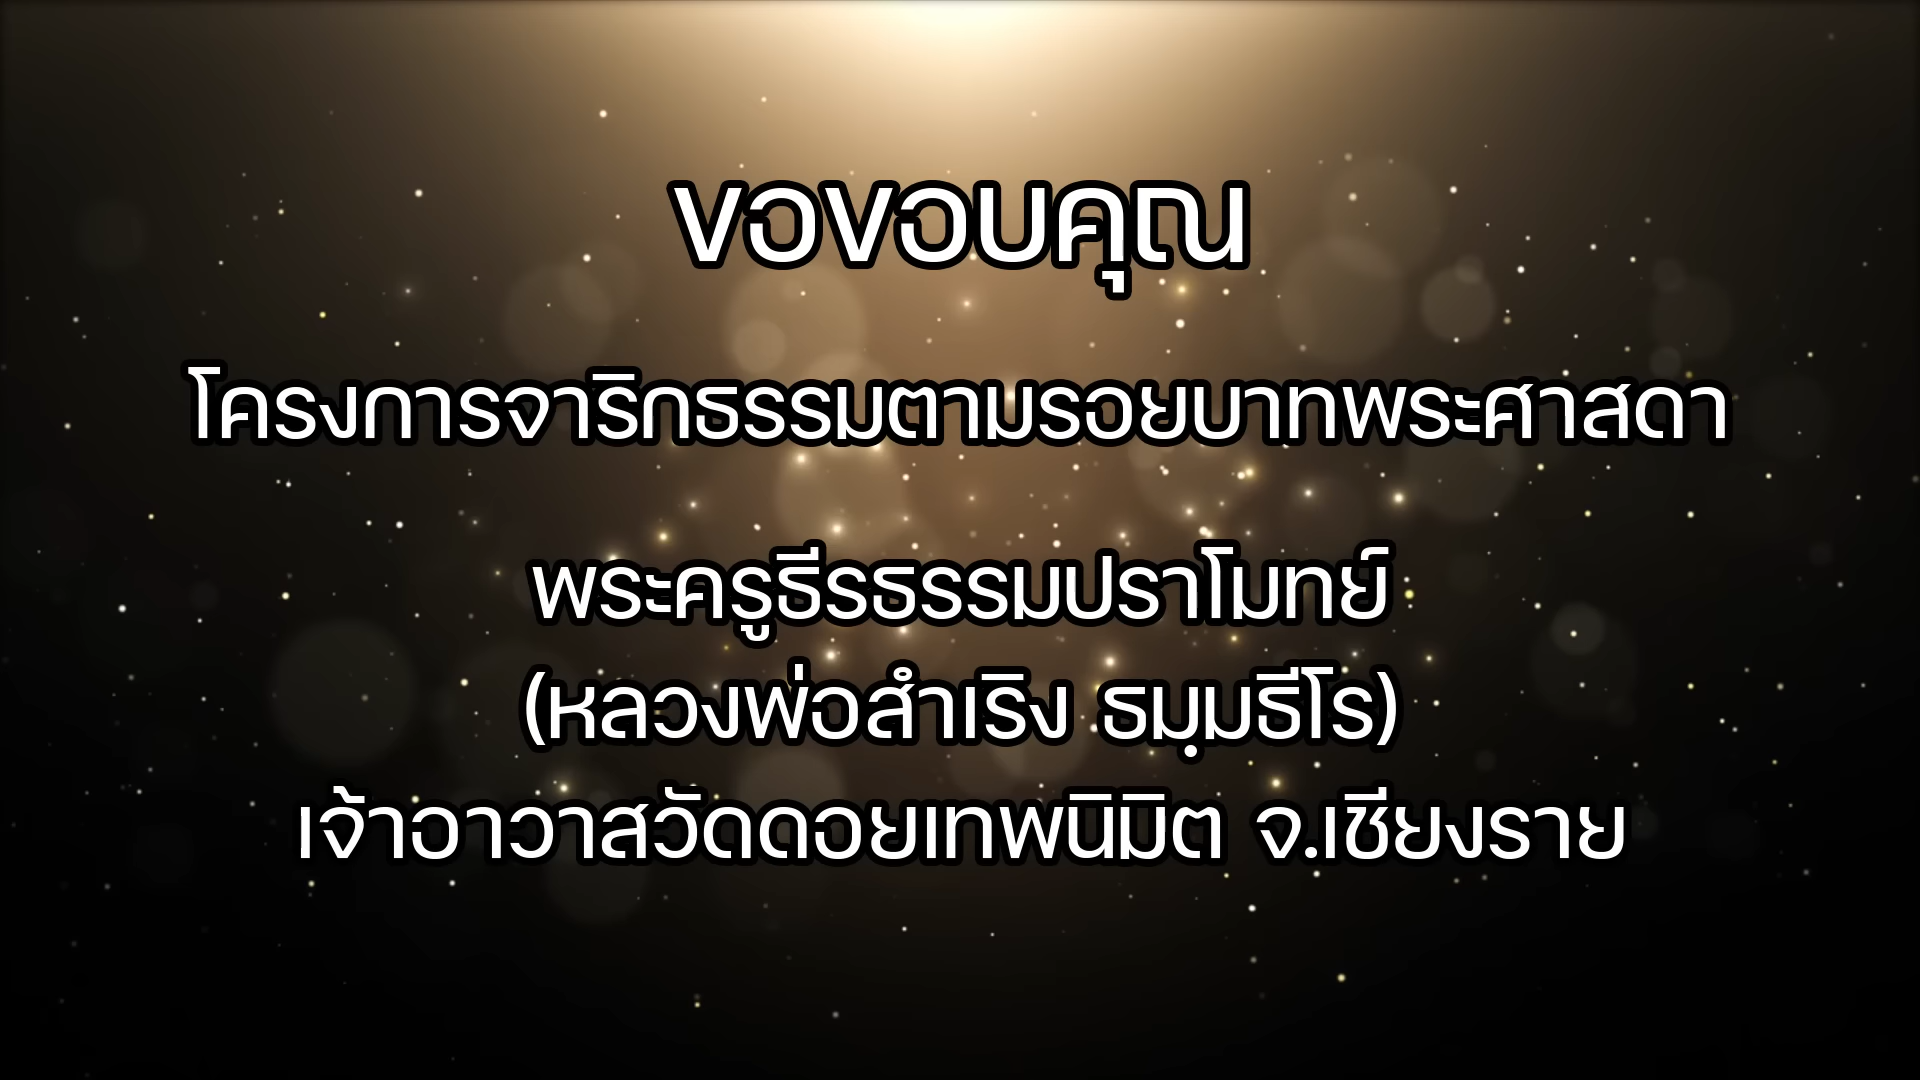 ขอขอบคุณ
โครงการจาริกธรรมตามรอยบาทพระศาสดา
พระครูธีรธรรมปราโมทย์
(หลวงพ่อสำเริง ธมฺมธีโร)
เจ้าอาวาสวัดดอยเทพนิมิต จ.เชียงราย